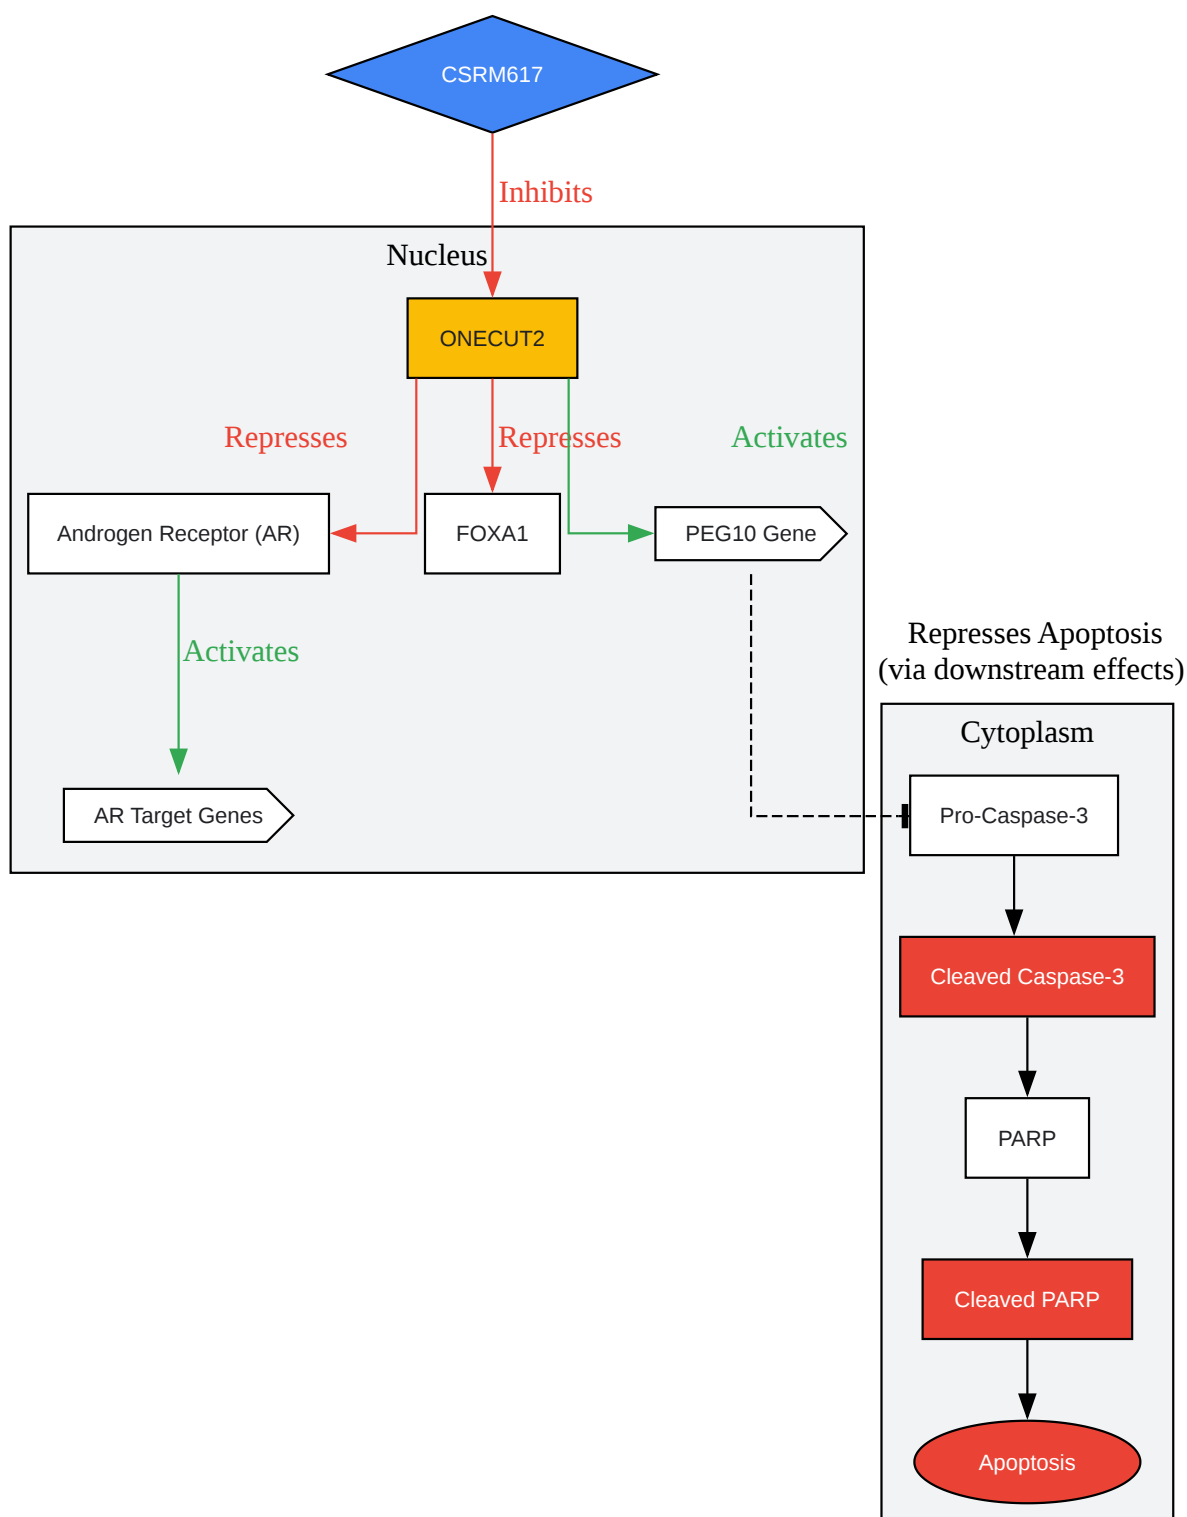 CSRM617
Inhibits
Nucleus
ONECUT2
Represses
Represses
Activates
Androgen Receptor (AR)
FOXA1
PEG10 Gene
Activates
Represses Apoptosis
(via downstream effects)
Cytoplasm
AR Target Genes
Pro-Caspase-3
Cleaved Caspase-3
PARP
Cleaved PARP
Apoptosis